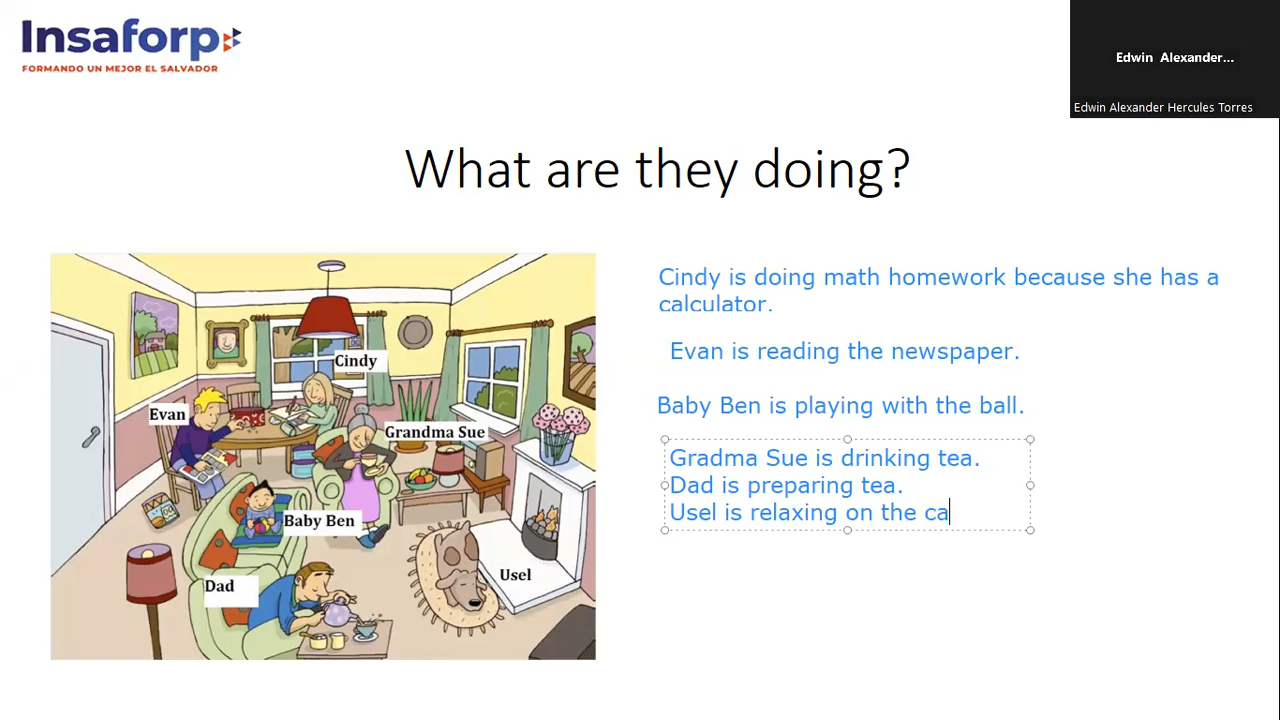 Insaforp
FORMANDO UN MEJOR EL SALVADOR
Edwin Alexander...
Edwin Alexander Hercules Torres
What are they doing?
Cindy is doing math homework because she has a
calculator.
Evan is reading the newspaper.
Baby Ben is playing with the ball.
Gradma Sue is drinking tea.
Dad is preparing tea.
Usel is relaxing on the ca
Cindy
Evan
Grandma Sue
Baby Ben
Usel
Dad